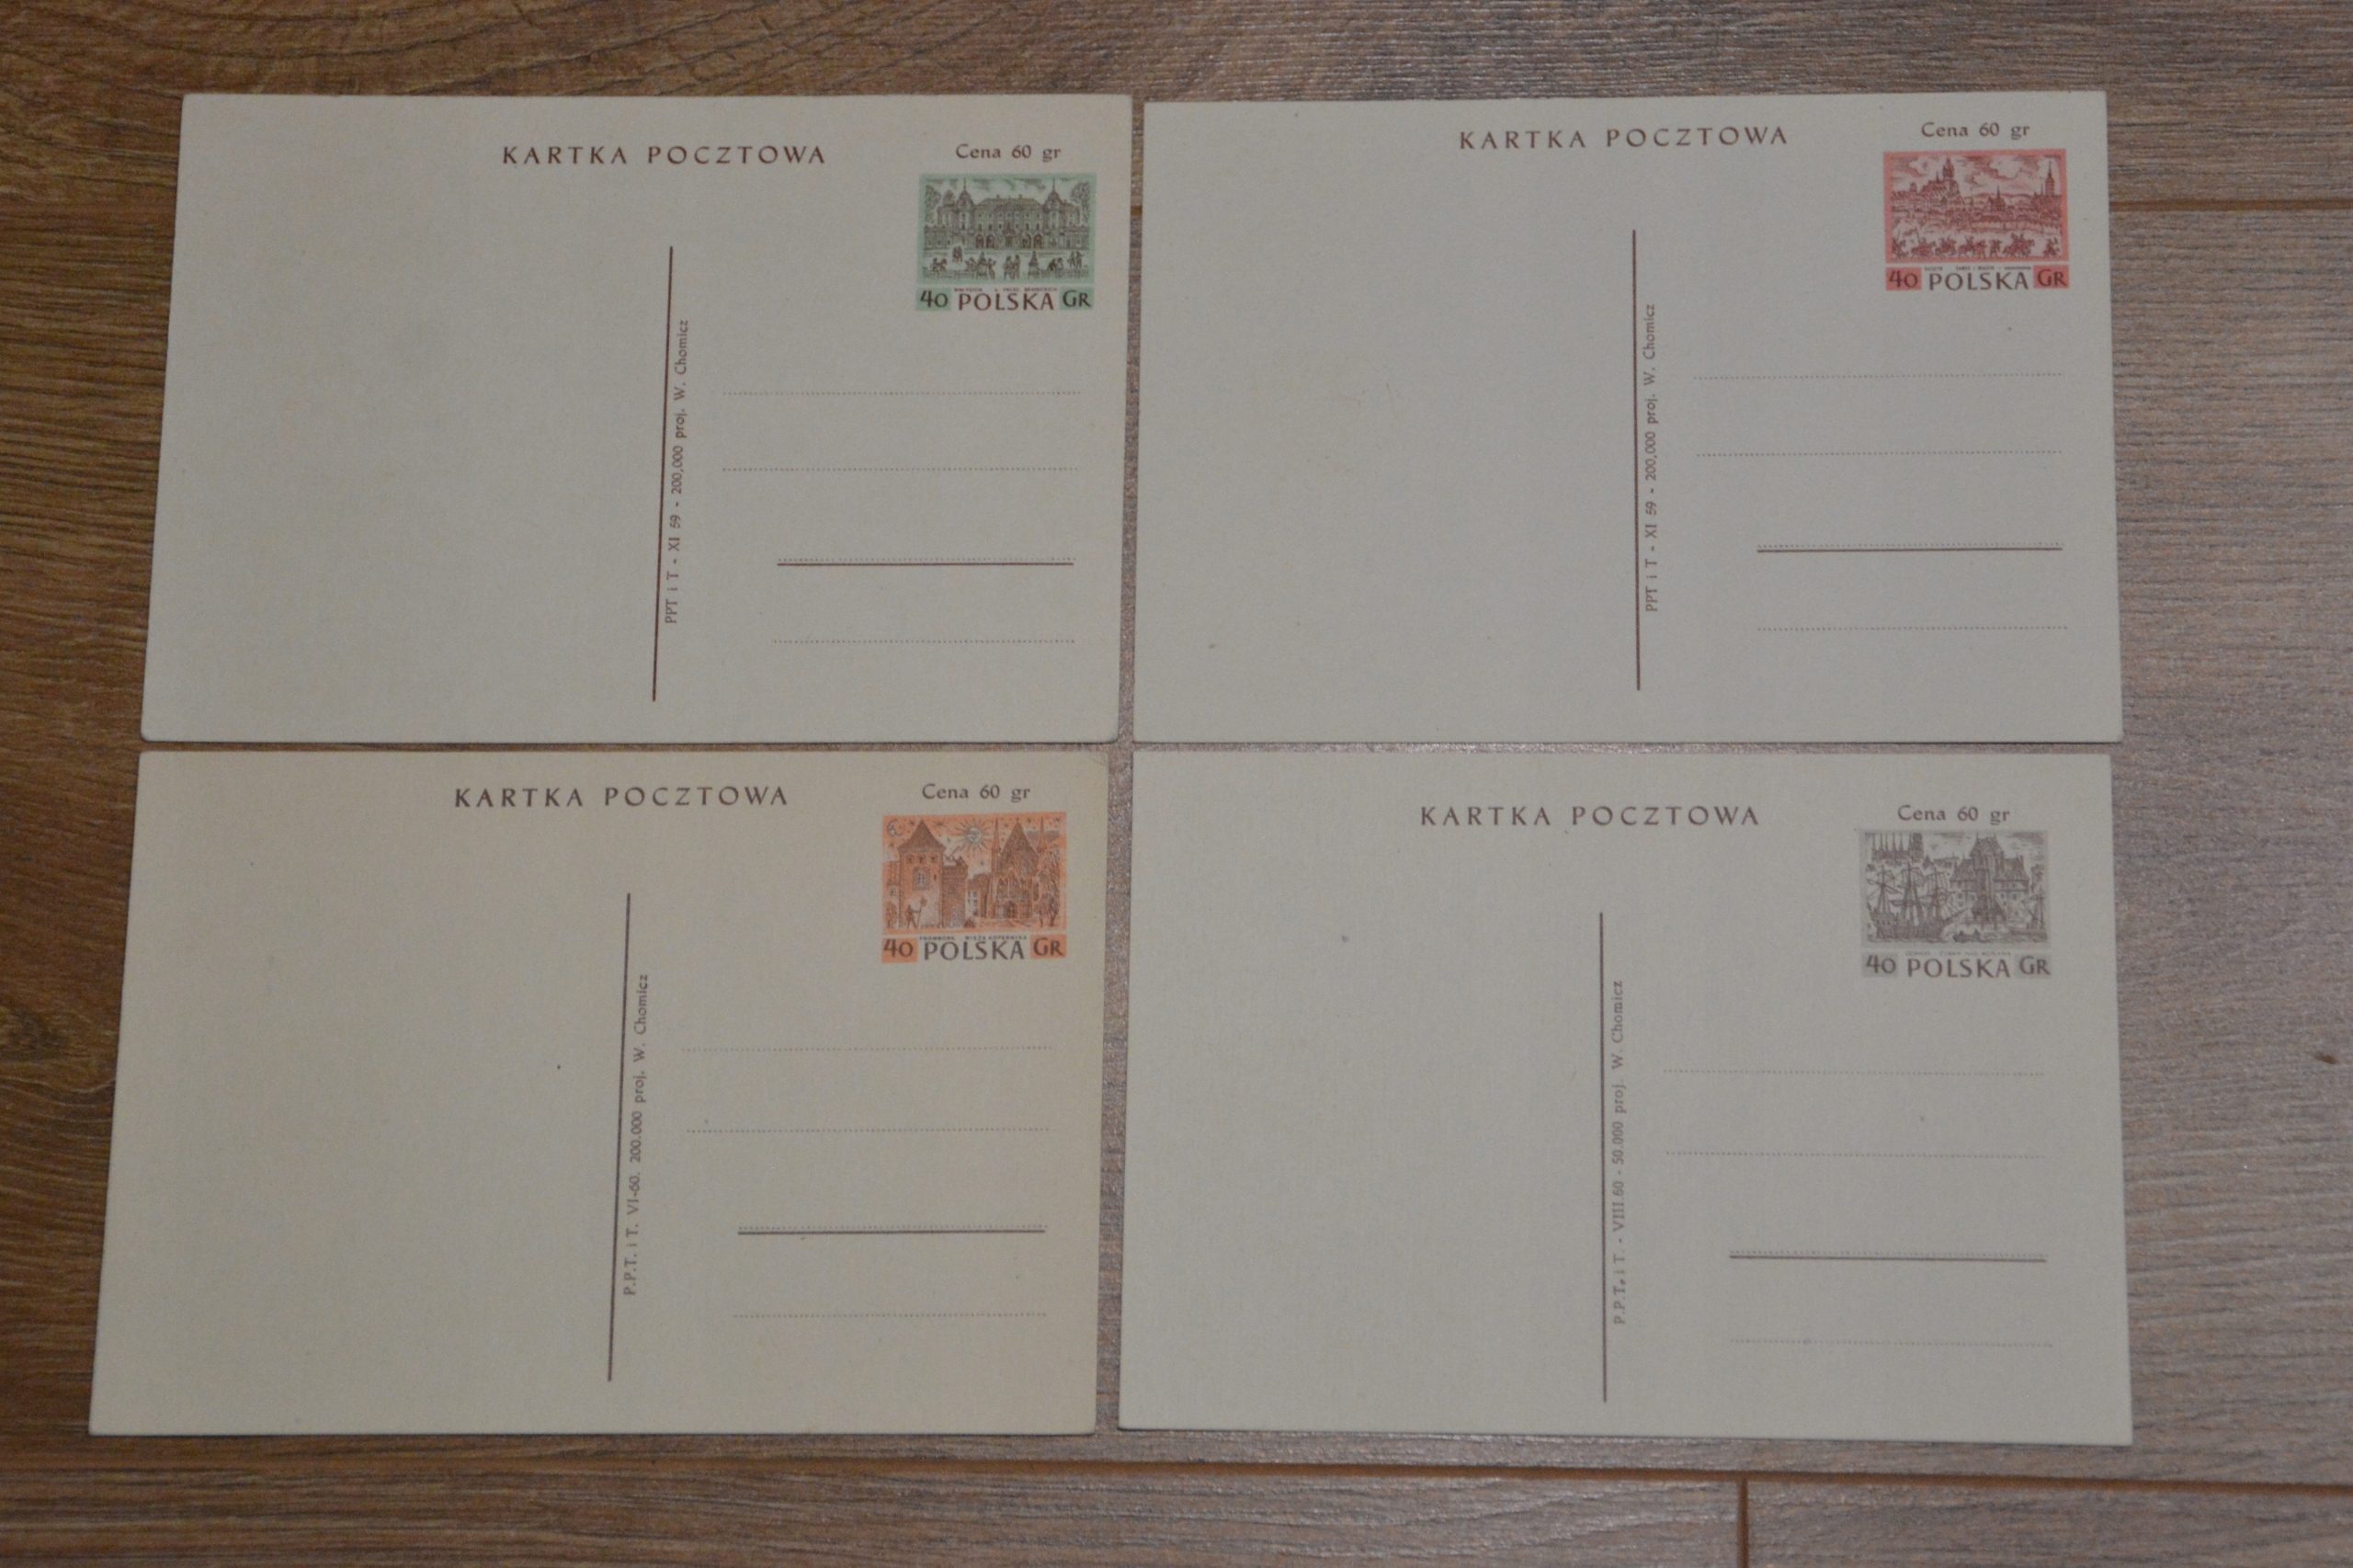 KARTKA POCZTOWA
Cena 60 gr
40 POLSKA GR
PPT i T - XI 59 - 200,000 proj. W. Chomicz
KARTKA POCZTOWA
Cena 60 gr
40 POLSKA GR
PPT i T - XI 59 - 200,000 proj. W. Chomicz
KARTKA POCZTOWA
Cena 60 gr
FROMBORK WIEŻA KOPERNIKA
40 POLSKA GR
P.P.T. i T. VI-60. 200.000 proj. W. Chomicz
KARTKA POCZTOWA
Cena 60 gr
40 POLSKA GR
P.P.T. i T. - VIII.60 - 50.000 proj. W. Chomicz